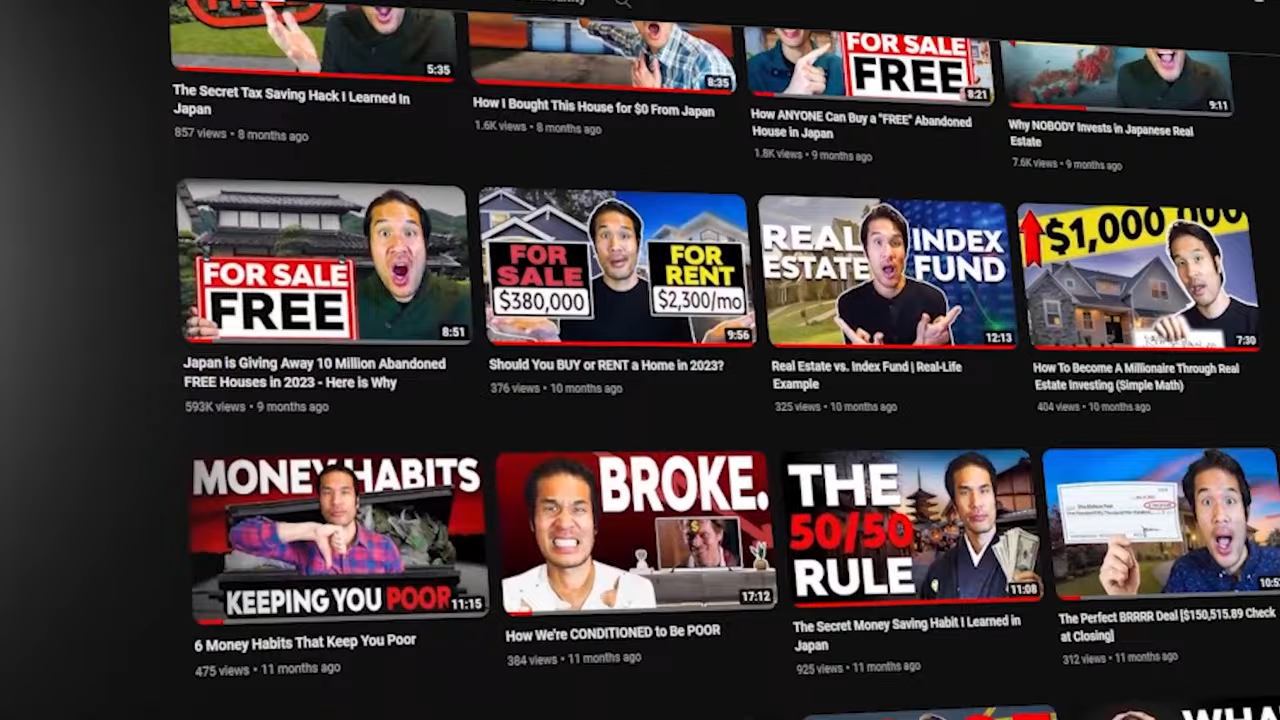 5:35
8:35
FOR SALE
FREE
8:21
9:11
The Secret Tax Saving Hack I Learned In
Japan
857 views • 8 months ago
How I Bought This House for $0 From Japan
1.6K views • 8 months ago
How ANYONE Can Buy a "FREE" Abandoned
House in Japan
1.8K views • 9 months ago
Why NOBODY Invests in Japanese Real
Estate
7.6K views • 9 months ago
FOR SALE
FREE
8:51
FOR
SALE
$380,000
FOR
RENT
$2,300/mo
9:56
REAL
ESTATE
INDEX
FUND
12:13
$1,000,000
7:30
Japan is Giving Away 10 Million Abandoned
FREE Houses in 2023 - Here is Why
593K views • 9 months ago
Should You BUY or RENT a Home in 2023?
376 views • 10 months ago
Real Estate vs. Index Fund | Real-Life
Example
325 views • 10 months ago
How To Become A Millionaire Through Real
Estate Investing (Simple Math)
404 views • 10 months ago
MONEY HABITS
KEEPING YOU POOR
11:15
BROKE.
17:12
THE
50/50
RULE
11:08
6 Money Habits That Keep You Poor
475 views • 11 months ago
How We're CONDITIONED to Be POOR
384 views • 11 months ago
The Secret Money Saving Habit I Learned in
Japan
925 views • 11 months ago
The Perfect BRRRR Deal [$150,515.89 Check
at Closing]
312 views • 11 months ago